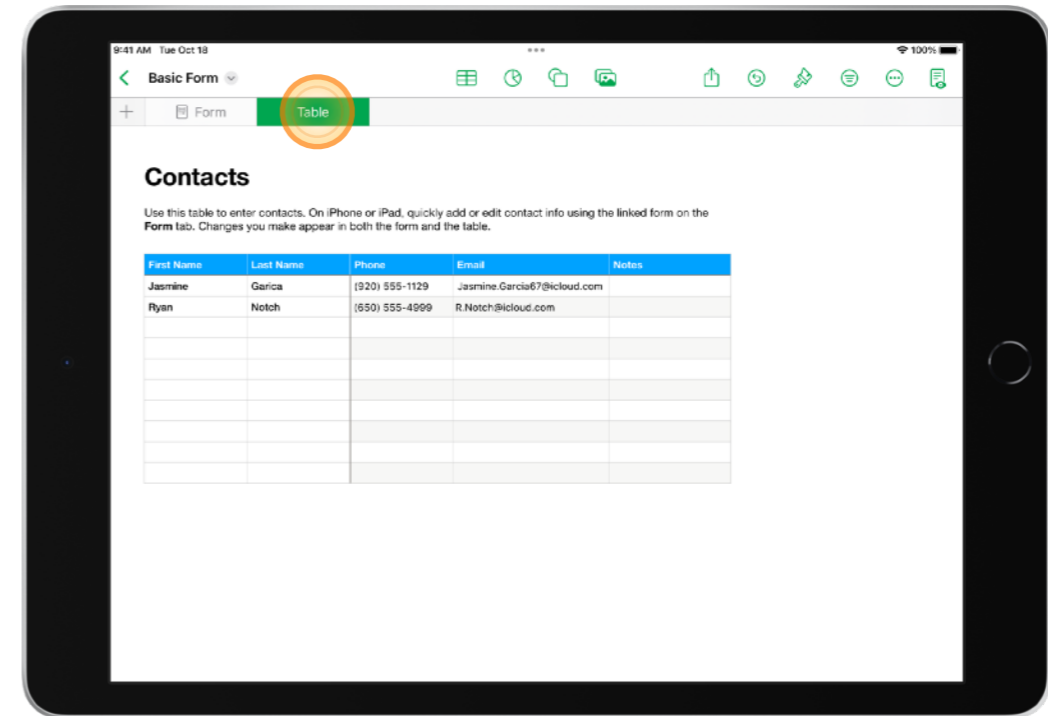 9:41 AM Tue Oct 18
100%
Basic Form
Form
Table
Contacts
Use this table to enter contacts. On iPhone or iPad, quickly add or edit contact info using the linked form on the
Form tab. Changes you make appear in both the form and the table.
First Name Last Name Phone Email Notes
Jasmine Garica (920) 555-1129 Jasmine.Garcia67@icloud.com
Ryan Notch (650) 555-4999 R.Notch@icloud.com